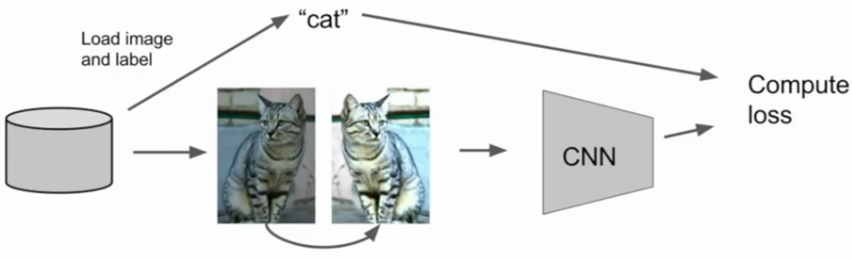 “cat”
Load image
and label
Compute
loss
CNN